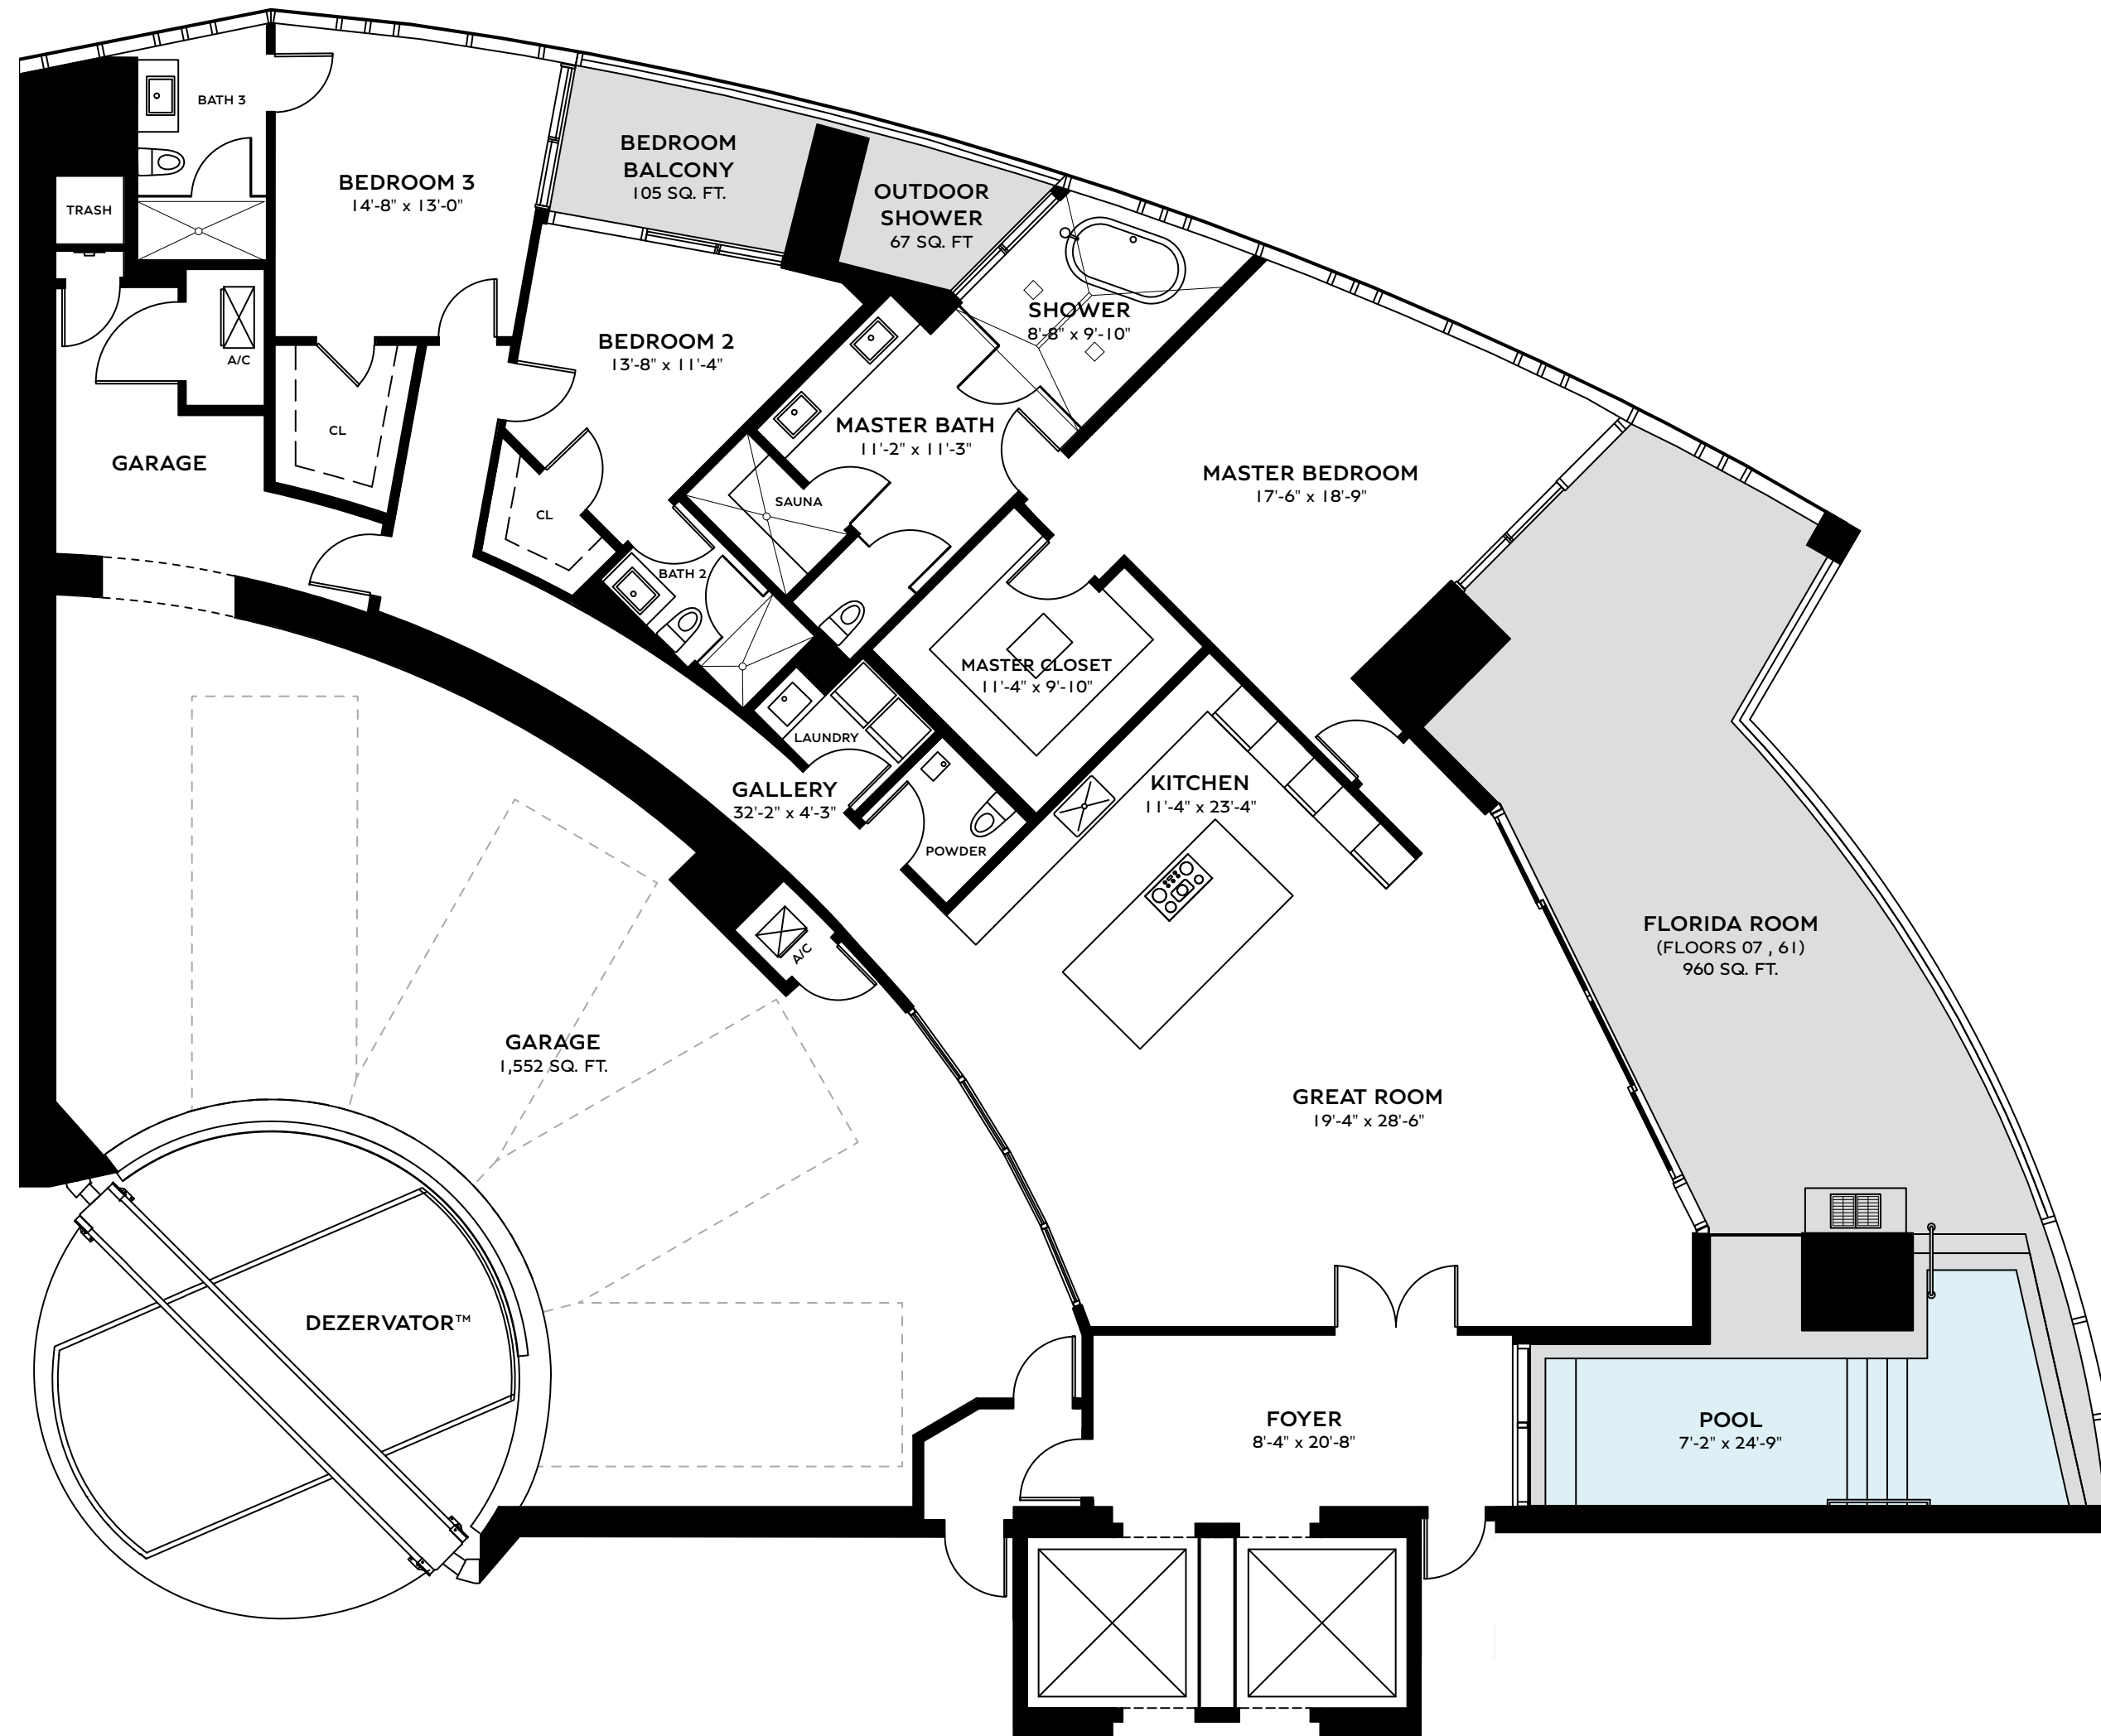 BATH 3
TRASH
BEDROOM 3
14'-8" x 13'-0"
BEDROOM
BALCONY
105 SQ. FT.
OUTDOOR
SHOWER
67 SQ. FT
SHOWER
8'-8" x 9'-10"
A/C
BEDROOM 2
13'-8" x 11'-4"
CL
GARAGE
MASTER BATH
11'-2" x 11'-3"
MASTER BEDROOM
17'-6" x 18'-9"
SAUNA
CL
BATH 2
MASTER CLOSET
11'-4" x 9'-10"
LAUNDRY
GALLERY
32'-2" x 4'-3"
KITCHEN
11'-4" x 23'-4"
POWDER
A/C
FLORIDA ROOM
(FLOORS 07 , 61)
960 SQ. FT.
GARAGE
1,552 SQ. FT.
GREAT ROOM
19'-4" x 28'-6"
DEZERVATOR™
FOYER
8'-4" x 20'-8"
POOL
7'-2" x 24'-9"